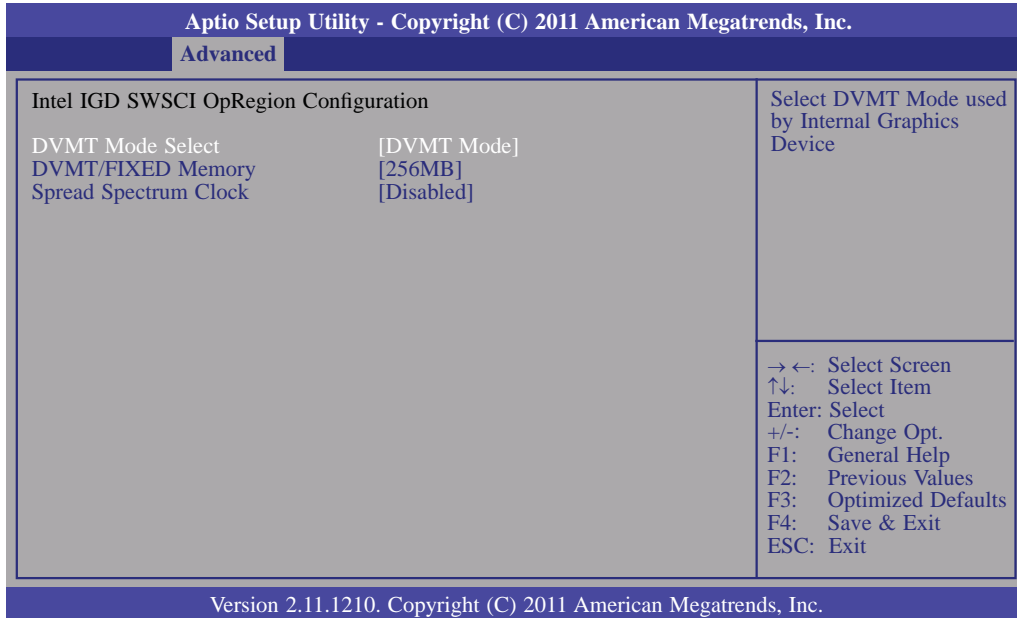 Aptio Setup Utility - Copyright (C) 2011 American Megatrends, Inc.
Advanced
Intel IGD SWSCI OpRegion Configuration
DVMT Mode Select [DVMT Mode]
DVMT/FIXED Memory [256MB]
Spread Spectrum Clock [Disabled]
Select DVMT Mode used
by Internal Graphics
Device
→ ←: Select Screen
↑↓: Select Item
Enter: Select
+/-: Change Opt.
F1: General Help
F2: Previous Values
F3: Optimized Defaults
F4: Save & Exit
ESC: Exit
Version 2.11.1210. Copyright (C) 2011 American Megatrends, Inc.